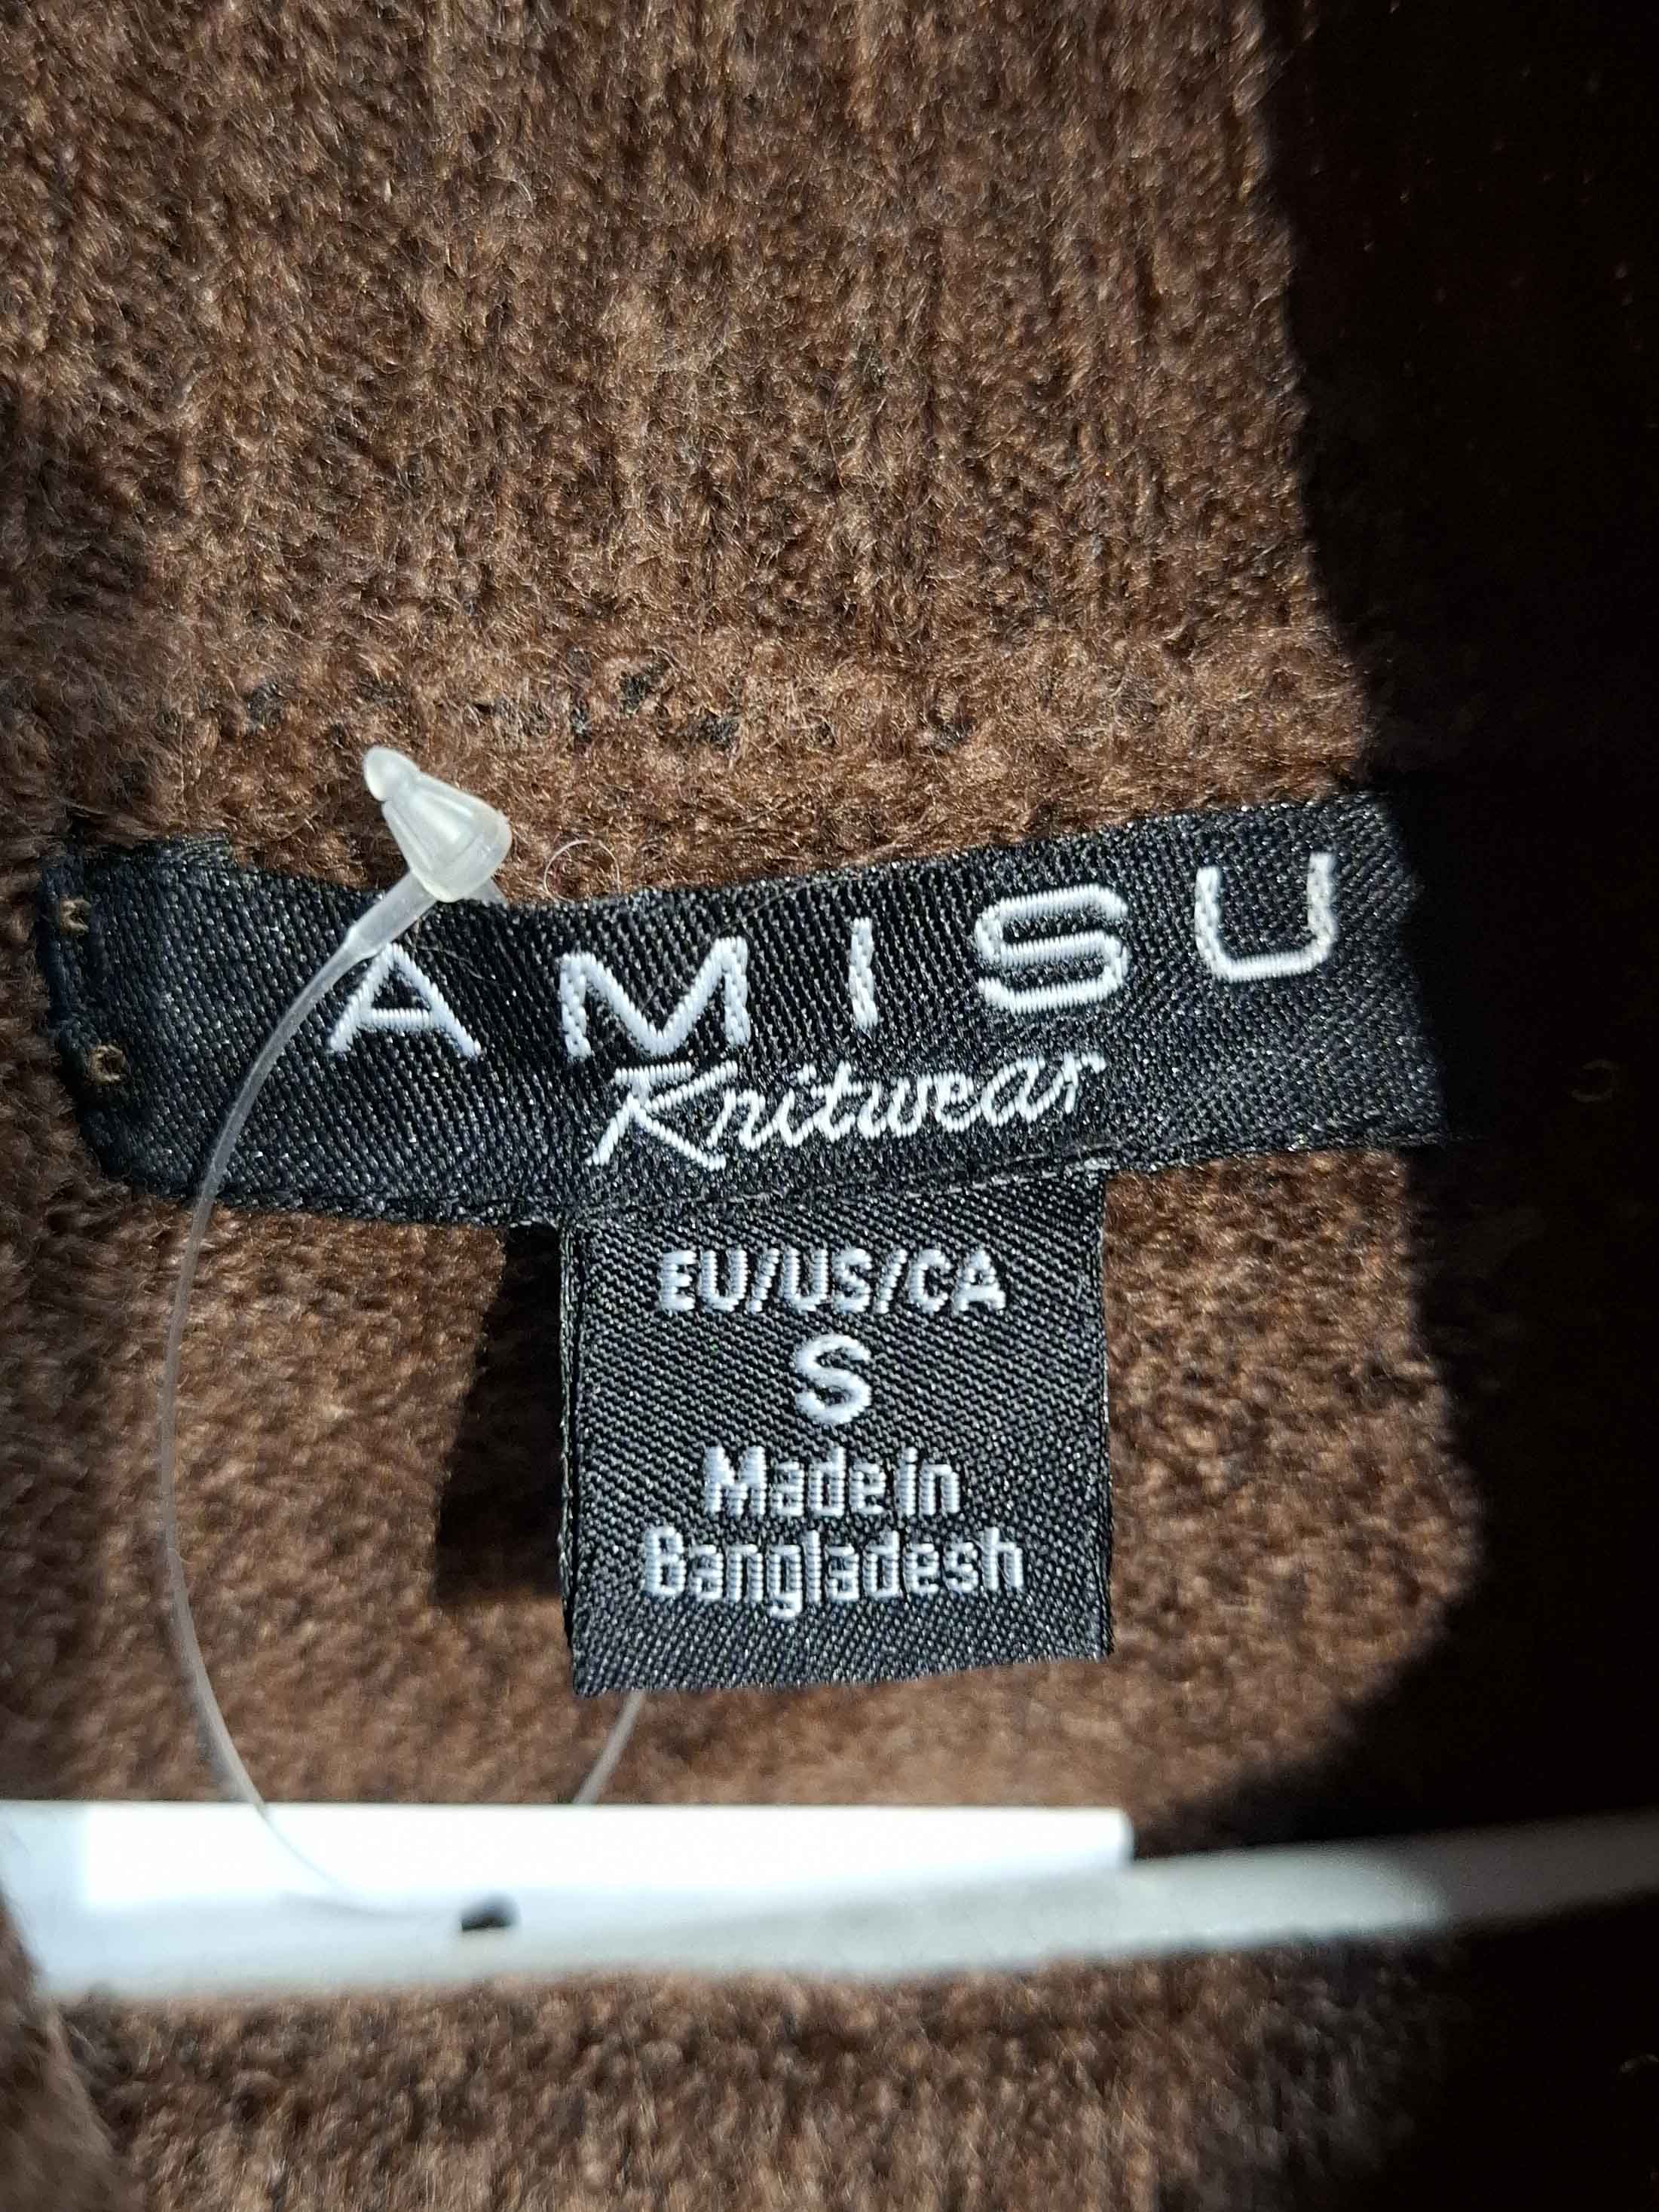 AMISU
Knitwear
EU/US/CA
S
Made in
Bangladesh